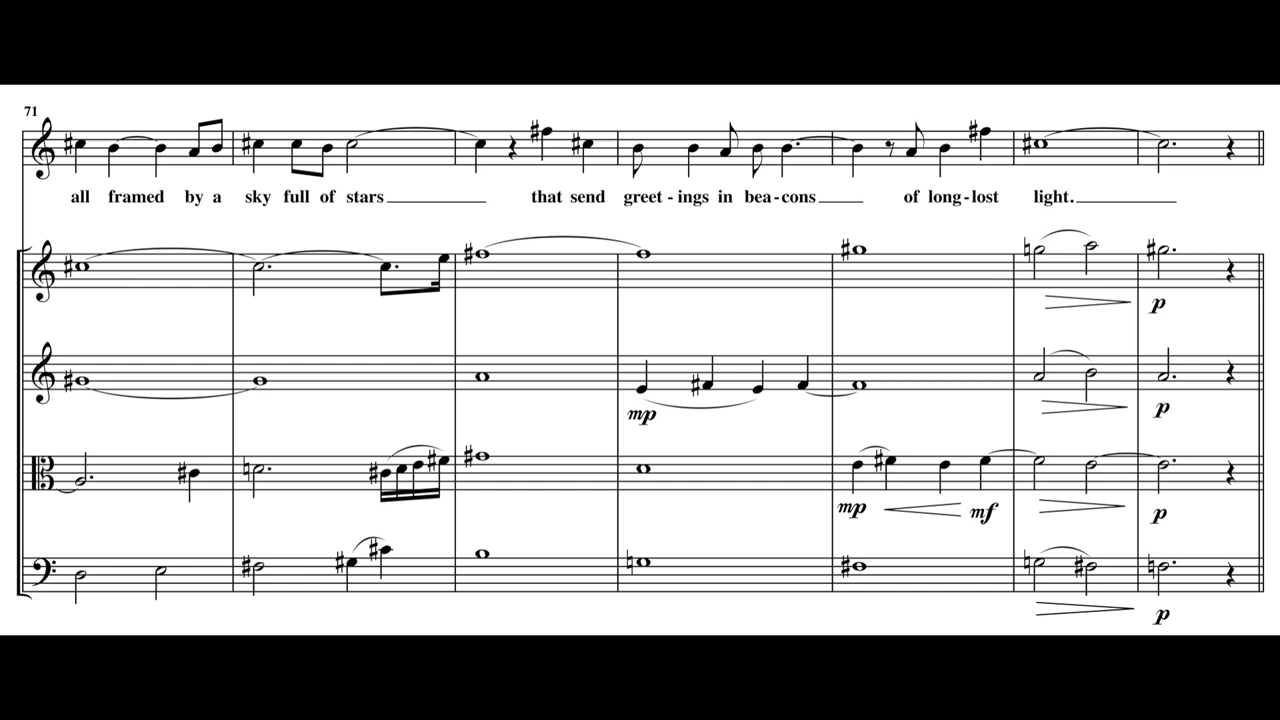 71
all framed by a sky full of stars that send greet - ings in bea - cons of long - lost light.
p
mp p
mp mf p
p